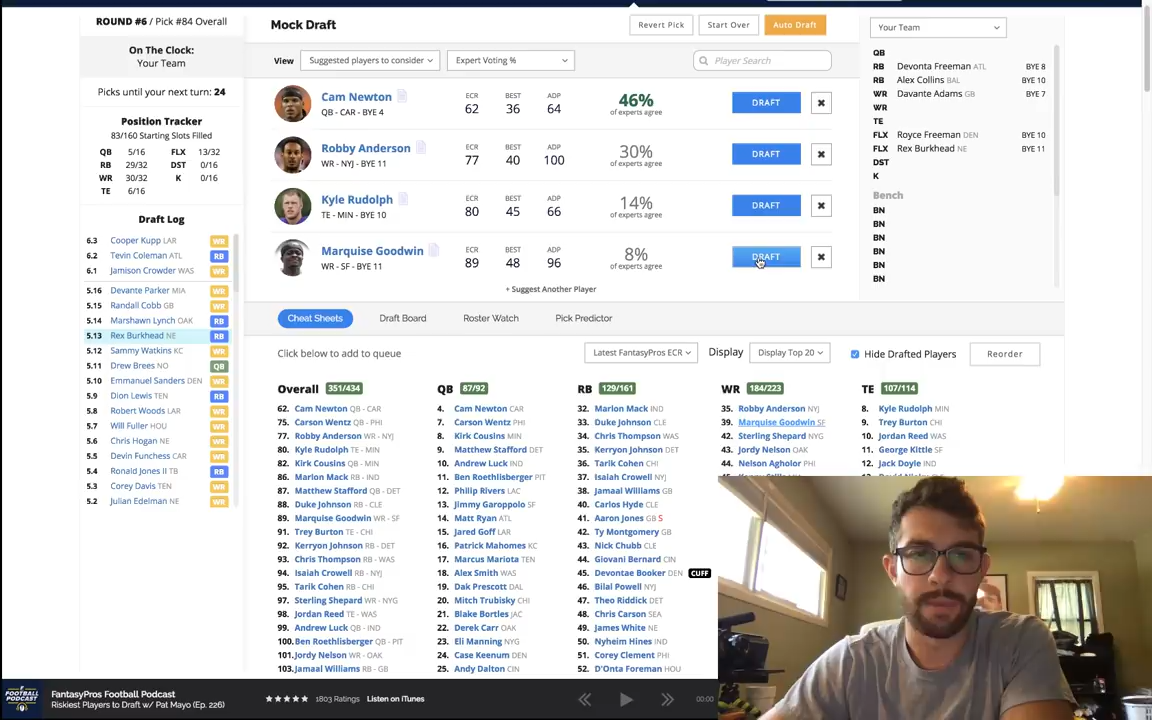 ROUND #6 / Pick #84 Overall
On The Clock:
Your Team
Picks until your next turn: 24
Position Tracker
83/160 Starting Slots Filled
QB 5/16 FLX 13/32
RB 29/32 DST 0/16
WR 30/32 K 0/16
TE 6/16
Draft Log
6.3 Cooper Kupp LAR WR
6.2 Tevin Coleman ATL RB
6.1 Jamison Crowder WAS WR
5.16 Devante Parker MIA WR
5.15 Randall Cobb GB WR
5.14 Marshawn Lynch OAK RB
5.13 Rex Burkhead NE RB
5.12 Sammy Watkins KC WR
5.11 Drew Brees NO QB
5.10 Emmanuel Sanders DEN WR
5.9 Dion Lewis TEN RB
5.8 Robert Woods LAR WR
5.7 Will Fuller HOU WR
5.6 Chris Hogan NE WR
5.5 Devin Funchess CAR WR
5.4 Ronald Jones II TB RB
5.3 Corey Davis TEN WR
5.2 Julian Edelman NE WR
Mock Draft
Revert Pick Start Over Auto Draft
View Suggested players to consider Expert Voting % Player Search
Cam Newton ECR BEST ADP 46% DRAFT ✖
QB - CAR - BYE 4 62 36 64 of experts agree
Robby Anderson ECR BEST ADP 30% DRAFT ✖
WR - NYJ - BYE 11 77 40 100 of experts agree
Kyle Rudolph ECR BEST ADP 14% DRAFT ✖
TE - MIN - BYE 10 80 45 66 of experts agree
Marquise Goodwin ECR BEST ADP 8% DRAFT ✖
WR - SF - BYE 11 89 48 96 of experts agree
+ Suggest Another Player
Your Team
QB
RB Devonta Freeman ATL BYE 8
RB Alex Collins BAL BYE 10
WR Davante Adams GB BYE 7
WR
TE
FLX Royce Freeman DEN BYE 10
FLX Rex Burkhead NE BYE 11
DST
K
Bench
BN
BN
BN
BN
BN
BN
Cheat Sheets Draft Board Roster Watch Pick Predictor
Click below to add to queue Latest FantasyPros ECR Display Display Top 20 Hide Drafted Players Reorder
Overall 351/434
62. Cam Newton QB - CAR
75. Carson Wentz QB - PHI
77. Robby Anderson WR - NYJ
80. Kyle Rudolph TE - MIN
82. Kirk Cousins QB - MIN
86. Marlon Mack RB - IND
87. Matthew Stafford QB - DET
88. Duke Johnson RB - CLE
89. Marquise Goodwin WR - SF
91. Trey Burton TE - CHI
92. Kerryon Johnson RB - DET
93. Chris Thompson RB - WAS
94. Isaiah Crowell RB - NYJ
95. Tarik Cohen RB - CHI
97. Sterling Shepard WR - NYG
98. Jordan Reed TE - WAS
99. Andrew Luck QB - IND
100. Ben Roethlisberger QB - PIT
101. Jordy Nelson WR - OAK
103. Jamaal Williams RB - GB
QB 87/92
4. Cam Newton CAR
7. Carson Wentz PHI
8. Kirk Cousins MIN
9. Matthew Stafford DET
10. Andrew Luck IND
11. Ben Roethlisberger PIT
12. Philip Rivers LAC
13. Jimmy Garoppolo SF
14. Matt Ryan ATL
15. Jared Goff LAR
16. Patrick Mahomes KC
17. Marcus Mariota TEN
18. Alex Smith WAS
19. Dak Prescott DAL
20. Mitch Trubisky CHI
21. Blake Bortles JAC
22. Derek Carr OAK
23. Eli Manning NYG
24. Case Keenum DEN
25. Andy Dalton CIN
RB 129/161
32. Marlon Mack IND
33. Duke Johnson CLE
34. Chris Thompson WAS
35. Kerryon Johnson DET
36. Tarik Cohen CHI
37. Isaiah Crowell NYJ
38. Jamaal Williams GB
40. Carlos Hyde CLE
41. Aaron Jones GB S
42. Ty Montgomery GB
43. Nick Chubb CLE
44. Giovani Bernard CIN
45. Devontae Booker DEN CUFF
46. Bilal Powell NYJ
47. Theo Riddick DET
48. Chris Carson SEA
49. James White NE
50. Nyheim Hines IND
51. Corey Clement PHI
52. D'Onta Foreman HOU
WR 184/223
35. Robby Anderson NYJ
39. Marquise Goodwin SF
42. Sterling Shepard NYG
43. Jordy Nelson OAK
44. Nelson Agholor PHI
TE 107/114
8. Kyle Rudolph MIN
9. Trey Burton CHI
10. Jordan Reed WAS
11. George Kittle SF
12. Jack Doyle IND
FOOTBALL
PODCAST
FantasyPros Football Podcast
Riskiest Players to Draft w/ Pat Mayo (Ep. 226)
★★★★★ 1803 Ratings Listen on iTunes
00:00